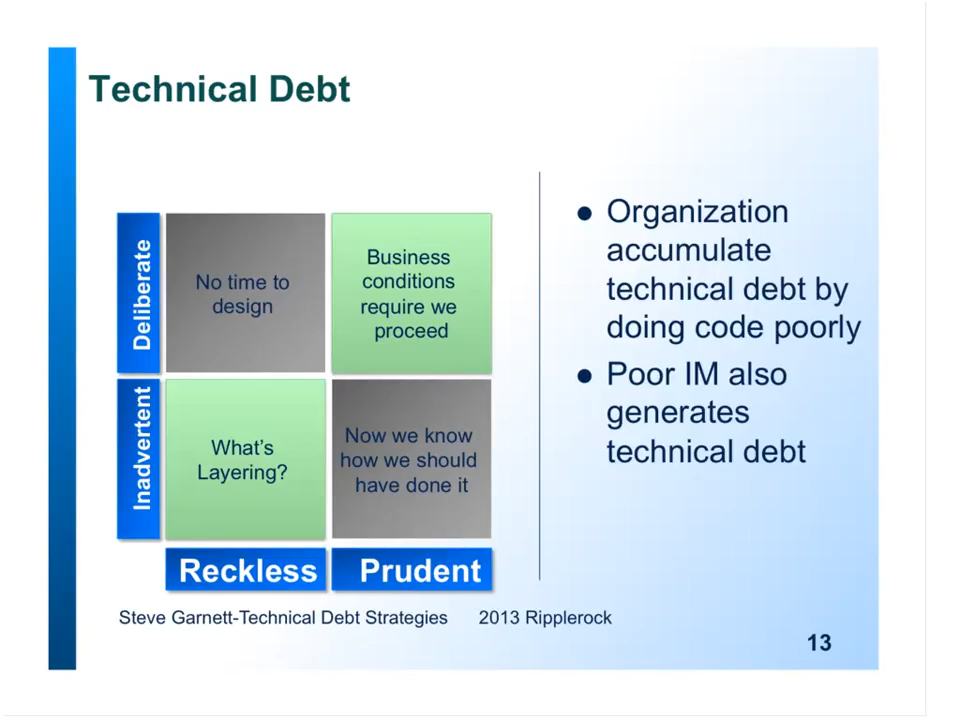 Technical Debt
Deliberate
No time to
design
Business
conditions
require we
proceed
Inadvertent
What's
Layering?
Now we know
how we should
have done it
Reckless
Prudent
Steve Garnett-Technical Debt Strategies 2013 Ripplerock
● Organization
accumulate
technical debt by
doing code poorly
● Poor IM also
generates
technical debt
13